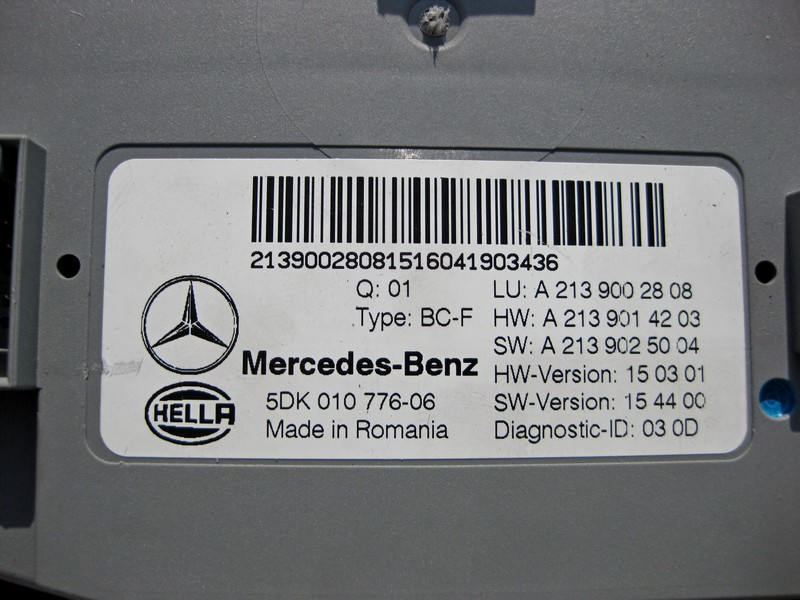 21390028081516041903436
Q: 01
Type: BC-F
LU: A 213 900 28 08
HW: A 213 901 42 03
SW: A 213 902 50 04
HW-Version: 15 03 01
SW-Version: 15 44 00
Diagnostic-ID: 03 0D
Mercedes-Benz
HELLA
5DK 010 776-06
Made in Romania